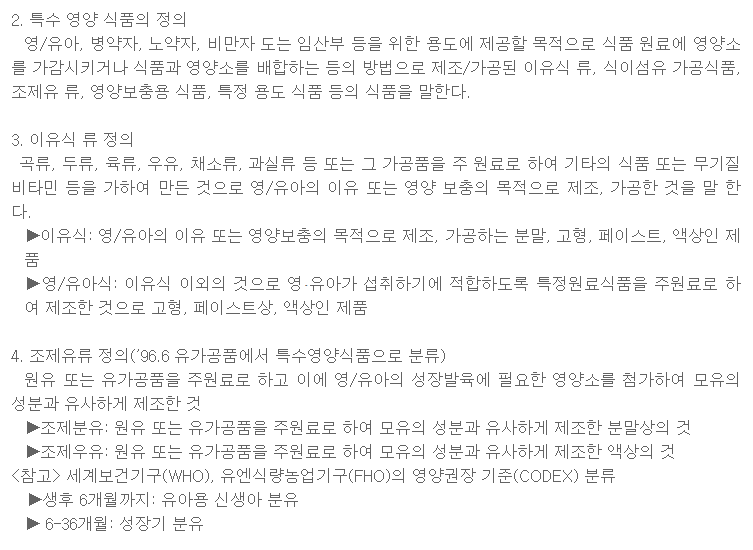 2. 특수 영양 식품의 정의
영/유아, 병약자, 노약자, 비만자 도는 임산부 등을 위한 용도에 제공할 목적으로 식품 원료에 영양소
를 가감시키거나 식품과 영양소를 배합하는 등의 방법으로 제조/가공된 이유식 류, 식이섬유 가공식품,
조제유 류, 영양보충용 식품, 특정 용도 식품 등의 식품을 말한다.
3. 이유식 류 정의
곡류, 두류, 육류, 우유, 채소류, 과실류 등 또는 그 가공품을 주 원료로 하여 기타의 식품 또는 무기질
비타민 등을 가하여 만든 것으로 영/유아의 이유 또는 영양 보충의 목적으로 제조, 가공한 것을 말 한
다.
▶이유식: 영/유아의 이유 또는 영양보충의 목적으로 제조, 가공하는 분말, 고형, 페이스트, 액상인 제
품
▶영/유아식: 이유식 이외의 것으로 영·유아가 섭취하기에 적합하도록 특정원료식품을 주원료로 하
여 제조한 것으로 고형, 페이스트상, 액상인 제품
4. 조제유류 정의('96.6 유가공품에서 특수영양식품으로 분류)
원유 또는 유가공품을 주원료로 하고 이에 영/유아의 성장발육에 필요한 영양소를 첨가하여 모유의
성분과 유사하게 제조한 것
▶조제분유: 원유 또는 유가공품을 주원료로 하여 모유의 성분과 유사하게 제조한 분말상의 것
▶조제우유: 원유 또는 유가공품을 주원료로 하여 모유의 성분과 유사하게 제조한 액상의 것
<참고> 세계보건기구(WHO), 유엔식량농업기구(FHO)의 영양권장 기준(CODEX) 분류
▶생후 6개월까지: 유아용 신생아 분유
▶ 6-36개월: 성장기 분유